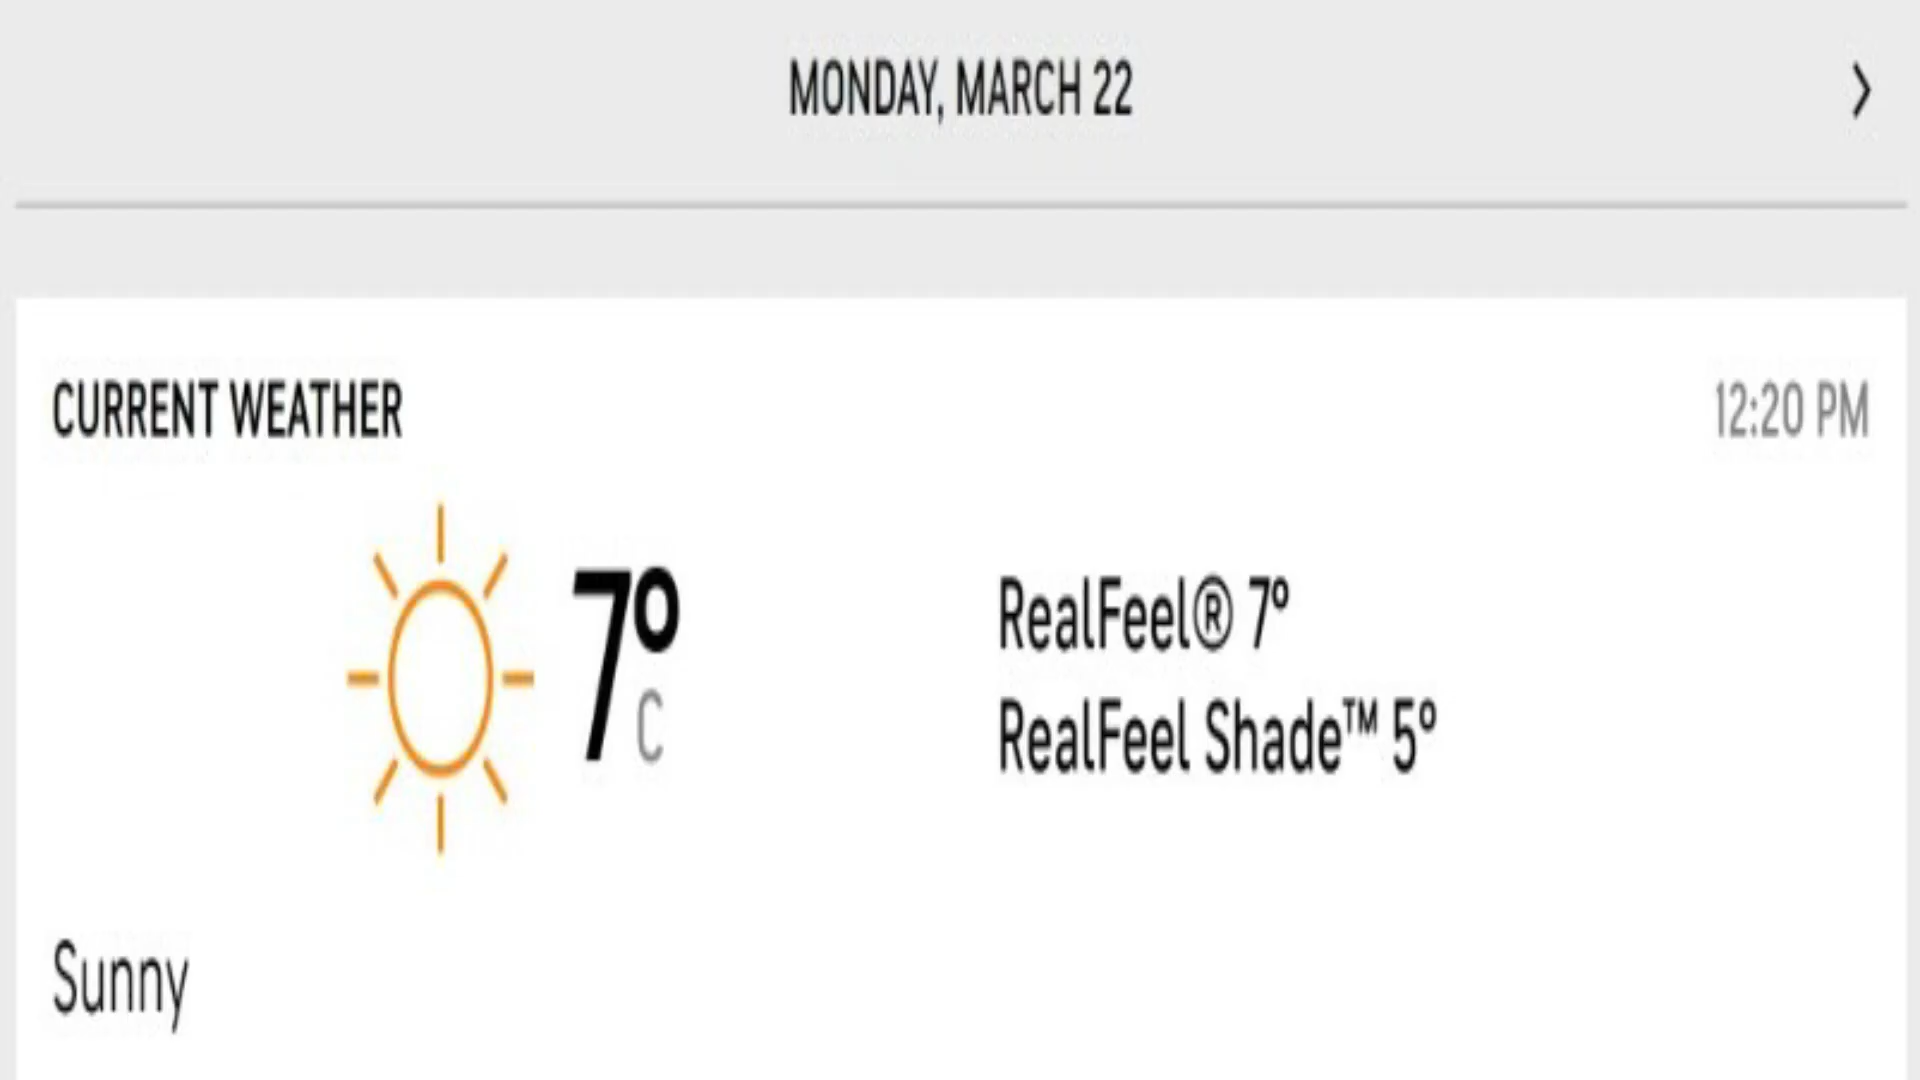 MONDAY, MARCH 22
CURRENT WEATHER
12:20 PM
7°
C
RealFeel® 7°
RealFeel Shade™ 5°
Sunny